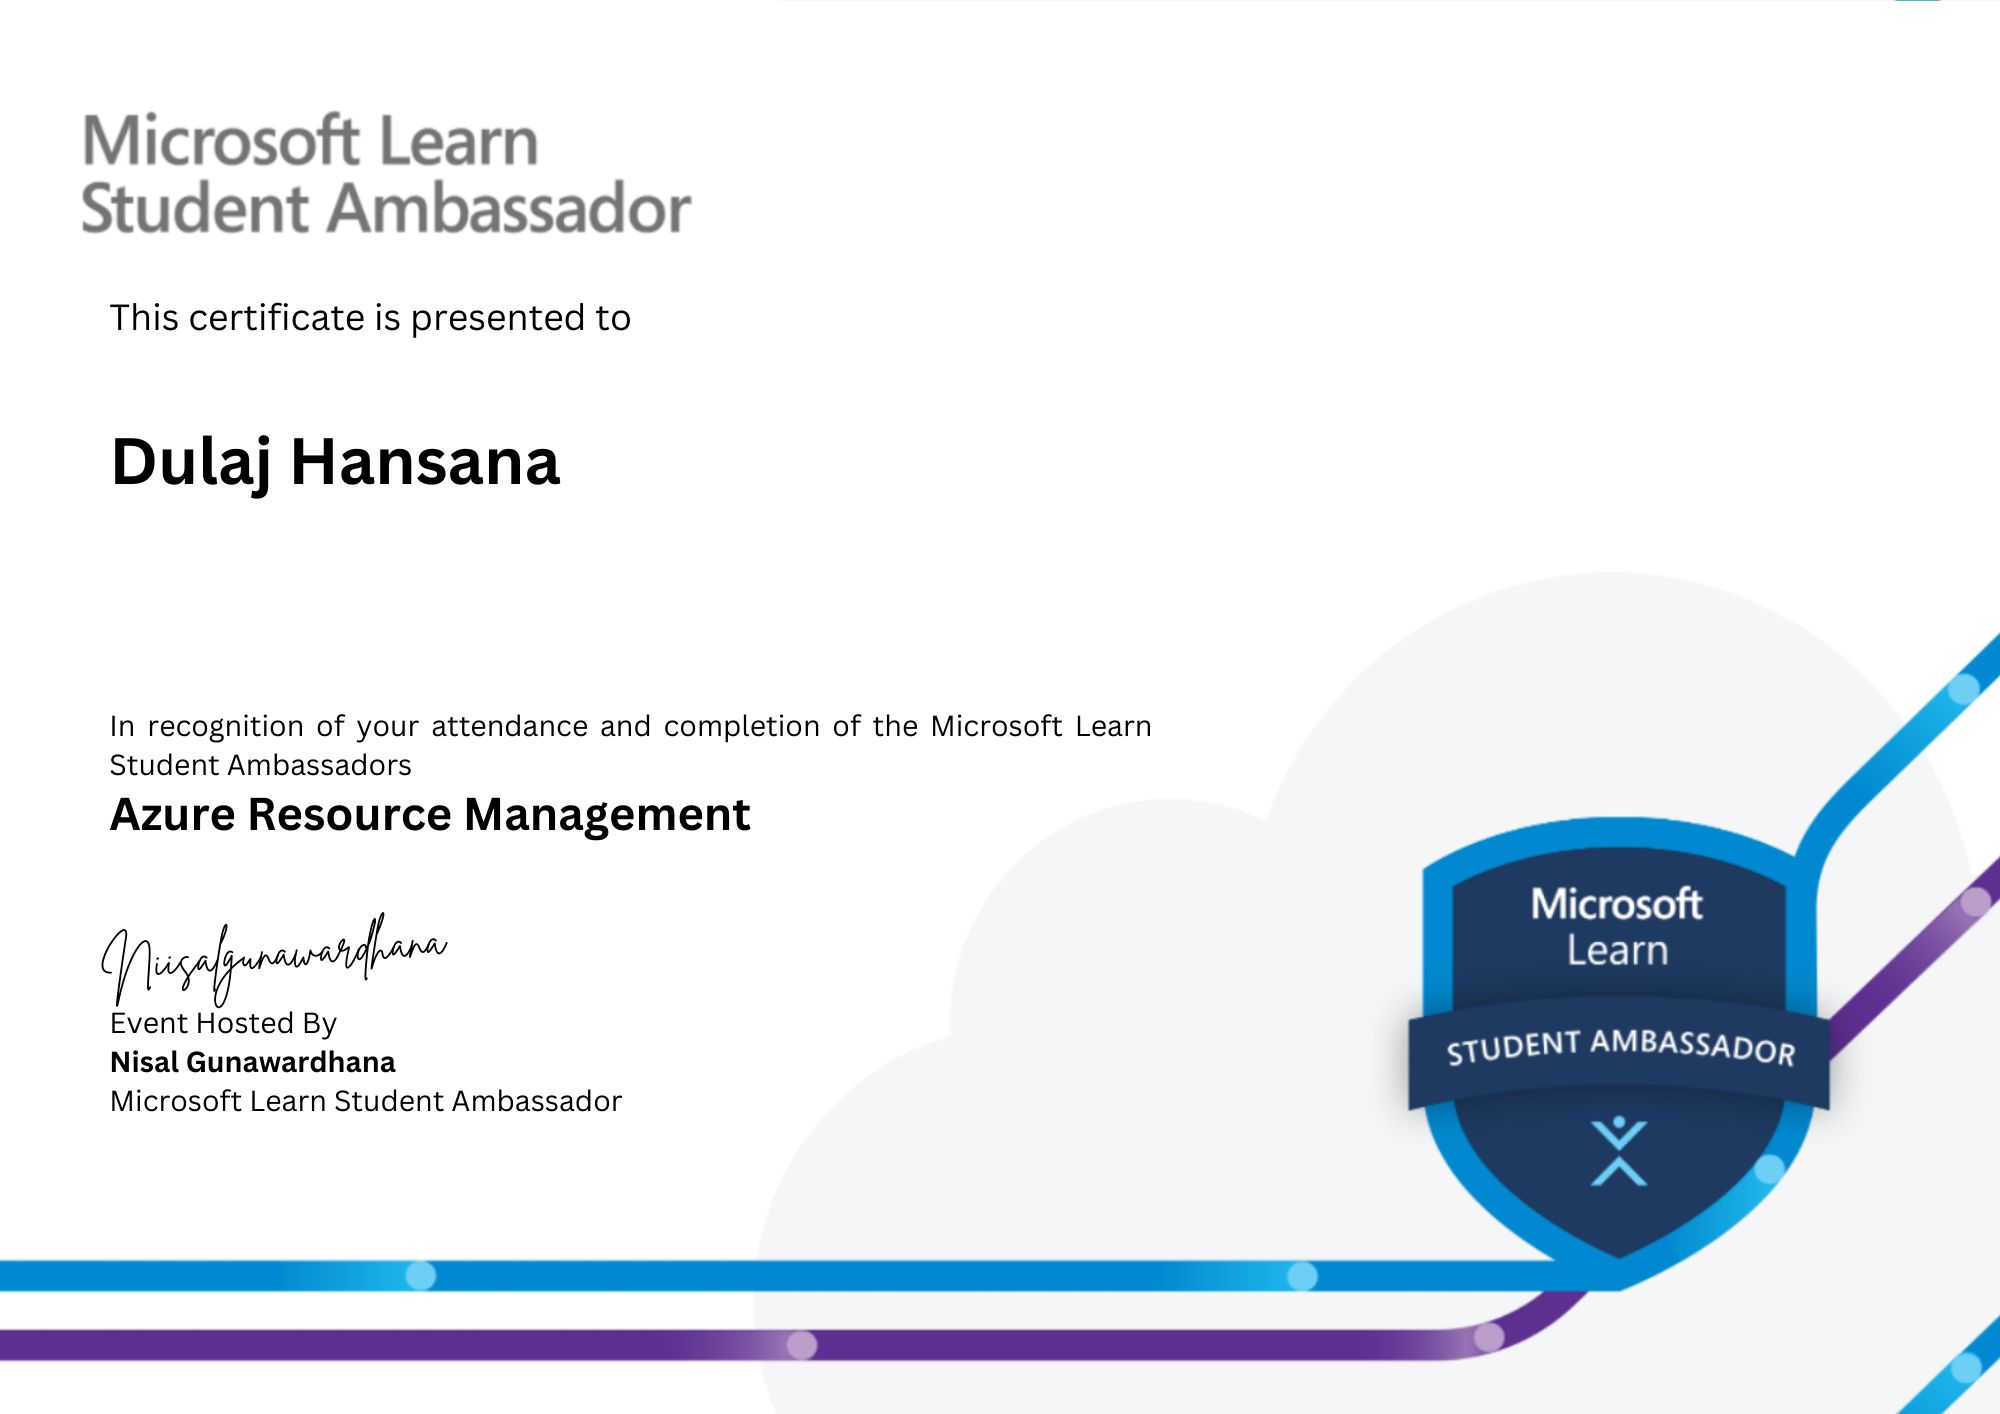 Microsoft Learn
Student Ambassador
This certificate is presented to
Dulaj Hansana
In recognition of your attendance and completion of the Microsoft Learn
Student Ambassadors
Azure Resource Management
Niisalgunawardhana
Event Hosted By
Nisal Gunawardhana
Microsoft Learn Student Ambassador
Microsoft
Learn
STUDENT AMBASSADOR